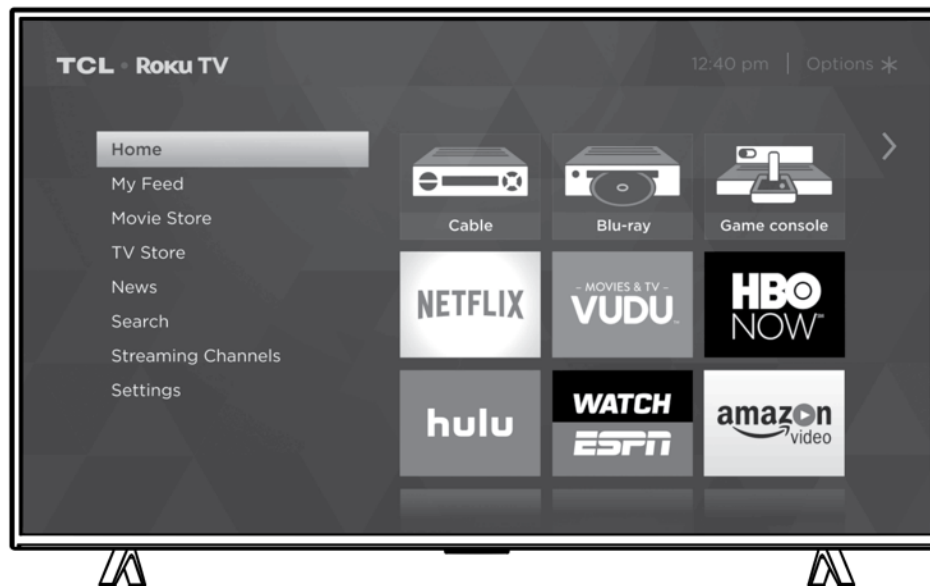 TCL • Roku TV
12:40 pm | Options
Home
My Feed
Movie Store
TV Store
News
Search
Streaming Channels
Settings
Cable
Blu-ray
Game console
NETFLIX
- MOVIES & TV -
VUDU
HBO
NOW
hulu
WATCH
ESPN
amazon
video